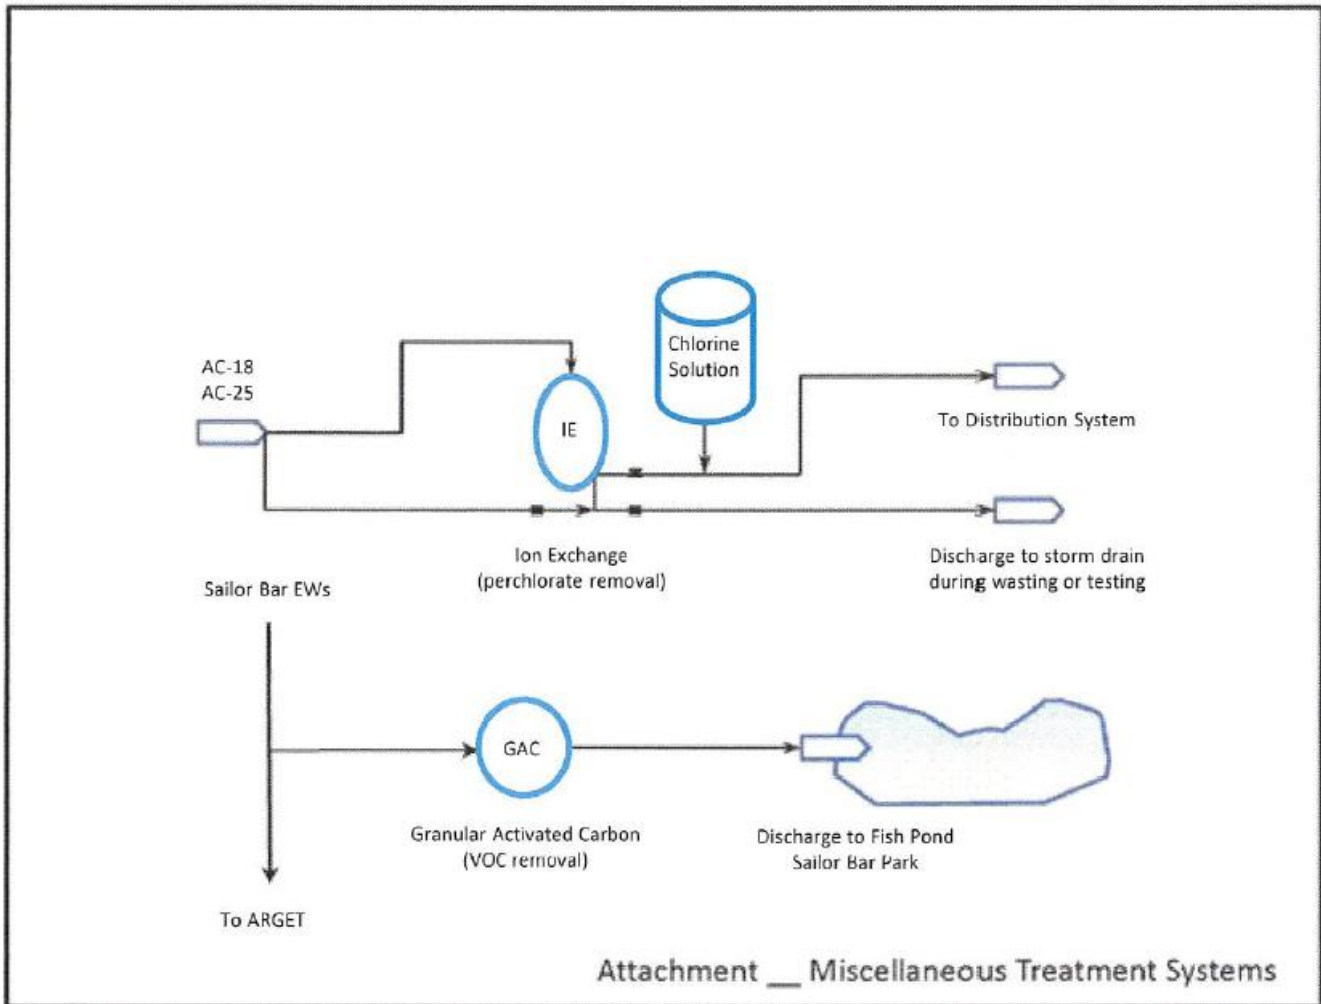 AC-18
AC-25
IE
Chlorine
Solution
To Distribution System
Ion Exchange
(perchlorate removal)
Discharge to storm drain
during wasting or testing
Sailor Bar EWs
GAC
Granular Activated Carbon
(VOC removal)
Discharge to Fish Pond
Sailor Bar Park
To ARGET
Attachment __ Miscellaneous Treatment Systems